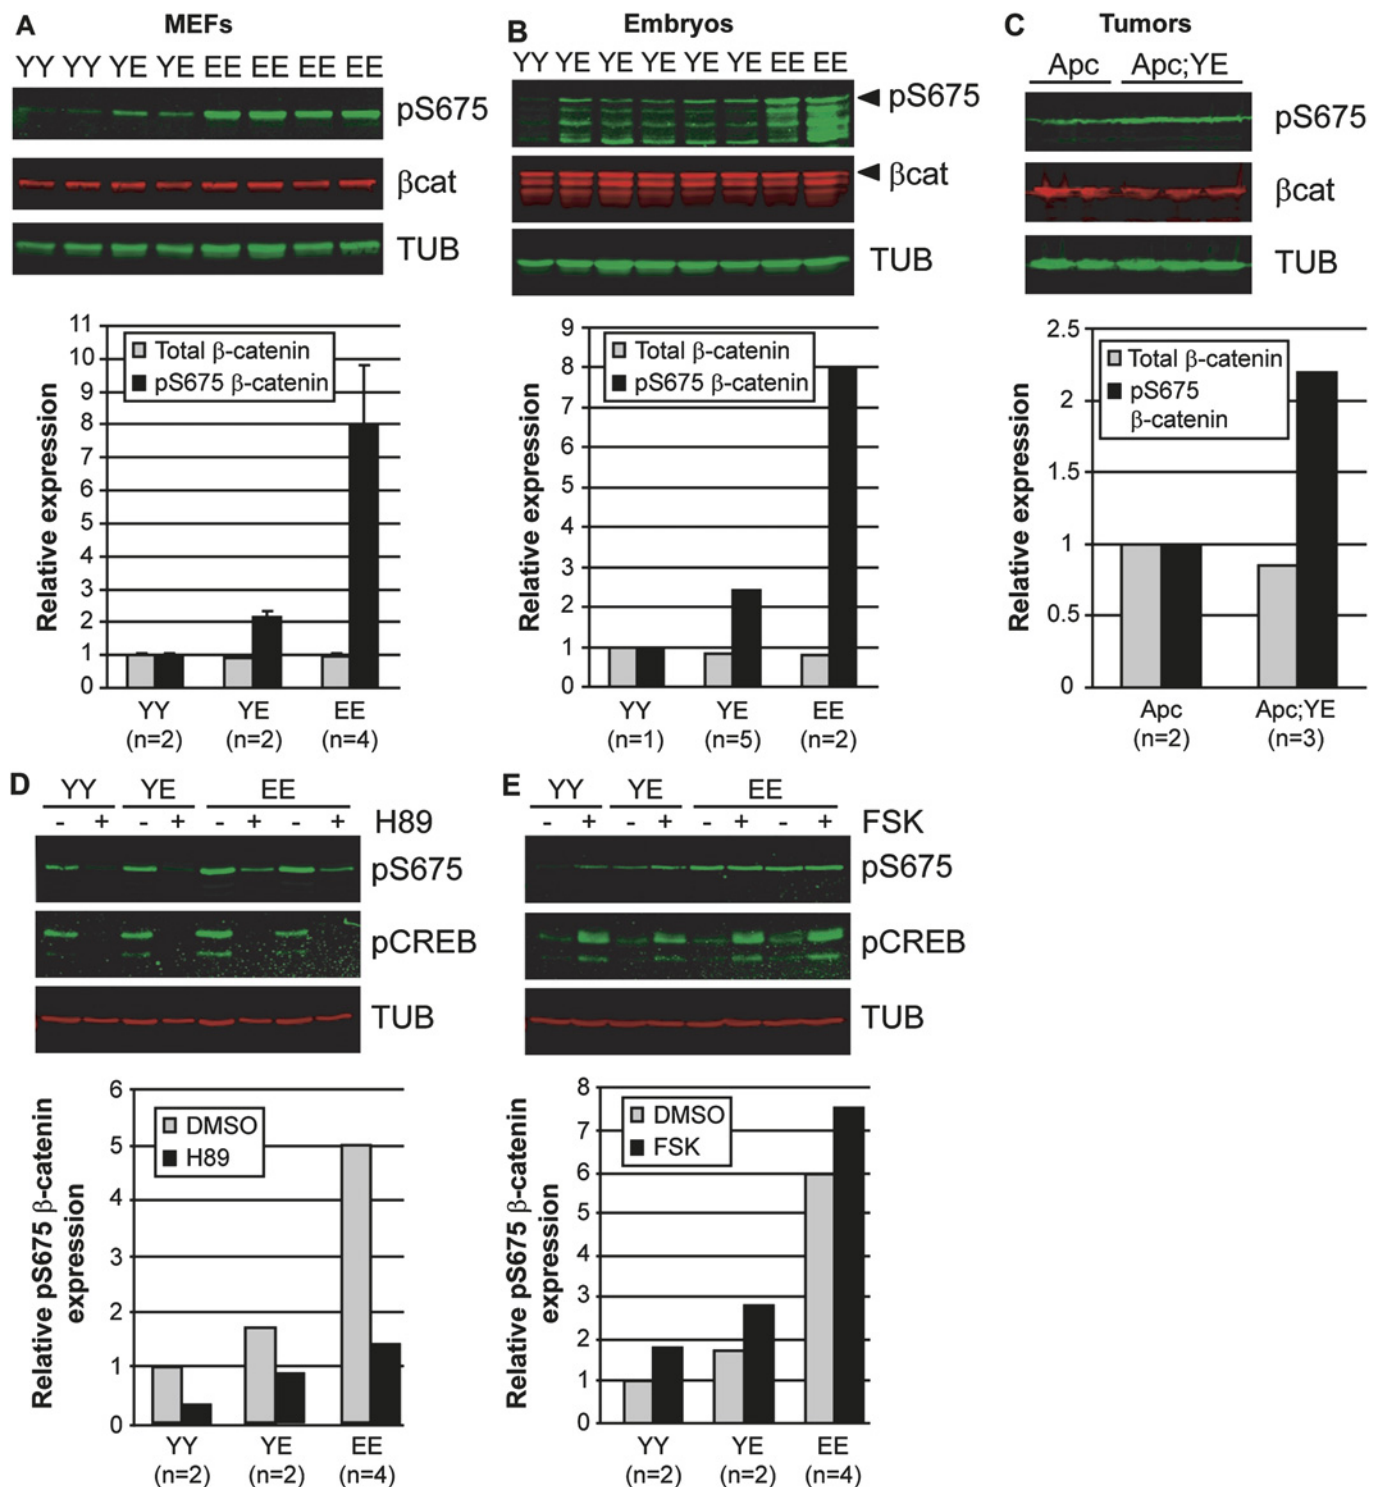 A MEFs
YY YY YE YE EE EE EE EE
pS675
βcat
TUB
11
10
9
8
7
6
5
4
3
2
1
0
Relative expression
Total β-catenin
pS675 β-catenin
YY YE EE
(n=2) (n=2) (n=4)
B Embryos
YY YE YE YE YE YE EE EE
pS675
βcat
TUB
9
8
7
6
5
4
3
2
1
0
Relative expression
Total β-catenin
pS675 β-catenin
YY YE EE
(n=1) (n=5) (n=2)
C Tumors
Apc Apc;YE
pS675
βcat
TUB
2.5
2
1.5
1
0.5
0
Relative expression
Total β-catenin
pS675
β-catenin
Apc Apc;YE
(n=2) (n=3)
D YY YE EE
- + - + - + - + H89
pS675
pCREB
TUB
6
5
4
3
2
1
0
Relative pS675 β-catenin
expression
DMSO
H89
YY YE EE
(n=2) (n=2) (n=4)
E YY YE EE
- + - + - + - + FSK
pS675
pCREB
TUB
8
7
6
5
4
3
2
1
0
Relative pS675 β-catenin
expression
DMSO
FSK
YY YE EE
(n=2) (n=2) (n=4)